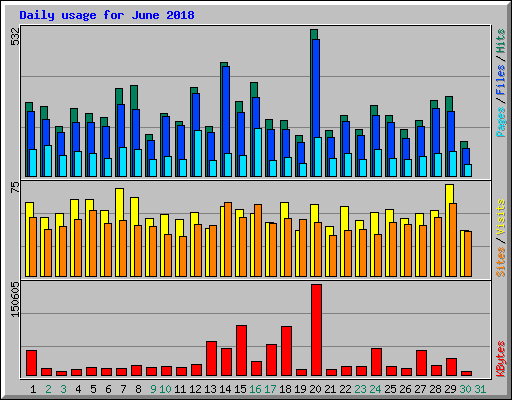 Daily usage for June 2018
532
Pages / Files / Hits
75
Sites / Visits
150605
KBytes
1 2 3 4 5 6 7 8 9 10 11 12 13 14 15 16 17 18 19 20 21 22 23 24 25 26 27 28 29 30 31